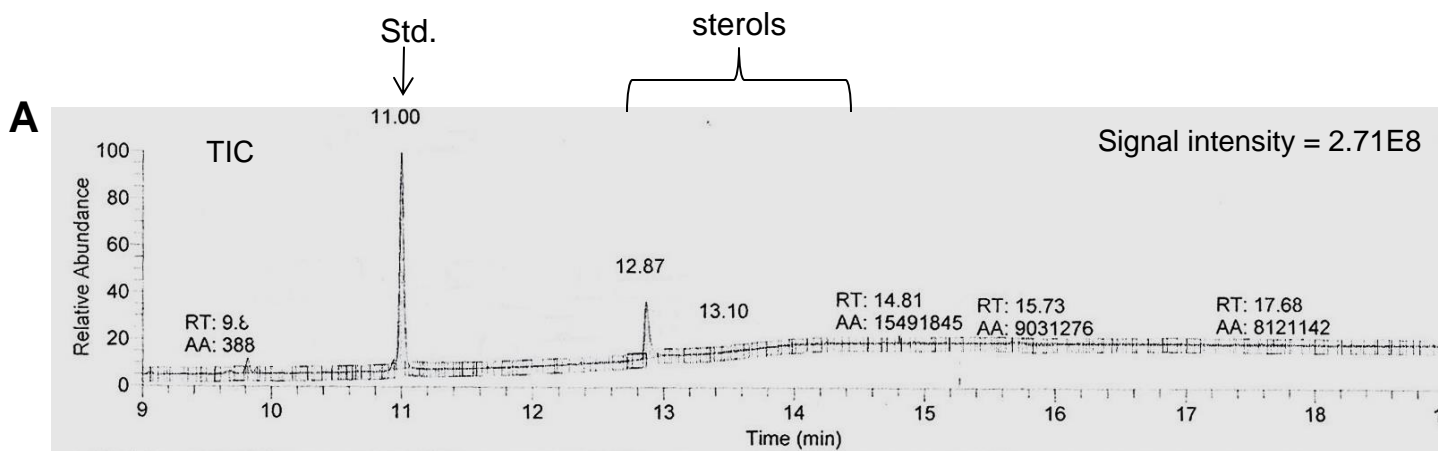 Std.
sterols
A
11.00
TIC
Signal intensity = 2.71E8
100
80
60
40
20
0
Relative Abundance
12.87
13.10
RT: 9.8
AA: 388
RT: 14.81
AA: 15491845
RT: 15.73
AA: 9031276
RT: 17.68
AA: 8121142
9
10
11
12
13
14
15
16
17
18
Time (min)